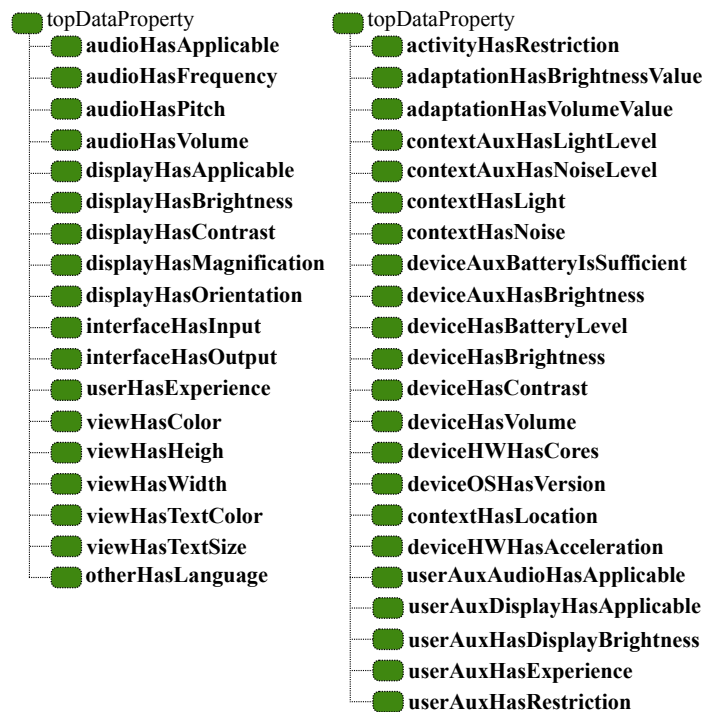 topDataProperty
audioHasApplicable
audioHasFrequency
audioHasPitch
audioHasVolume
displayHasApplicable
displayHasBrightness
displayHasContrast
displayHasMagnification
displayHasOrientation
interfaceHasInput
interfaceHasOutput
userHasExperience
viewHasColor
viewHasHeigh
viewHasWidth
viewHasTextColor
viewHasTextSize
otherHasLanguage
topDataProperty
activityHasRestriction
adaptationHasBrightnessValue
adaptationHasVolumeValue
contextAuxHasLightLevel
contextAuxHasNoiseLevel
contextHasLight
contextHasNoise
deviceAuxBatteryIsSufficient
deviceAuxHasBrightness
deviceHasBatteryLevel
deviceHasBrightness
deviceHasContrast
deviceHasVolume
deviceHWHasCores
deviceOSHasVersion
contextHasLocation
deviceHWHasAcceleration
userAuxAudioHasApplicable
userAuxDisplayHasApplicable
userAuxHasDisplayBrightness
userAuxHasExperience
userAuxHasRestriction